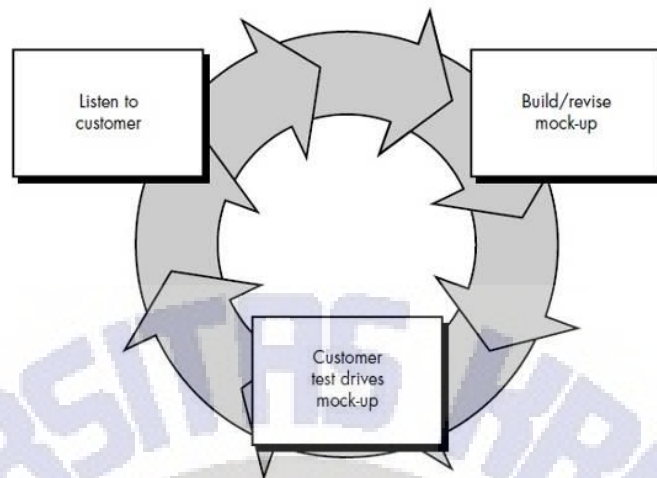 Listen to
customer
Build/revise
mock-up
Customer
test drives
mock-up